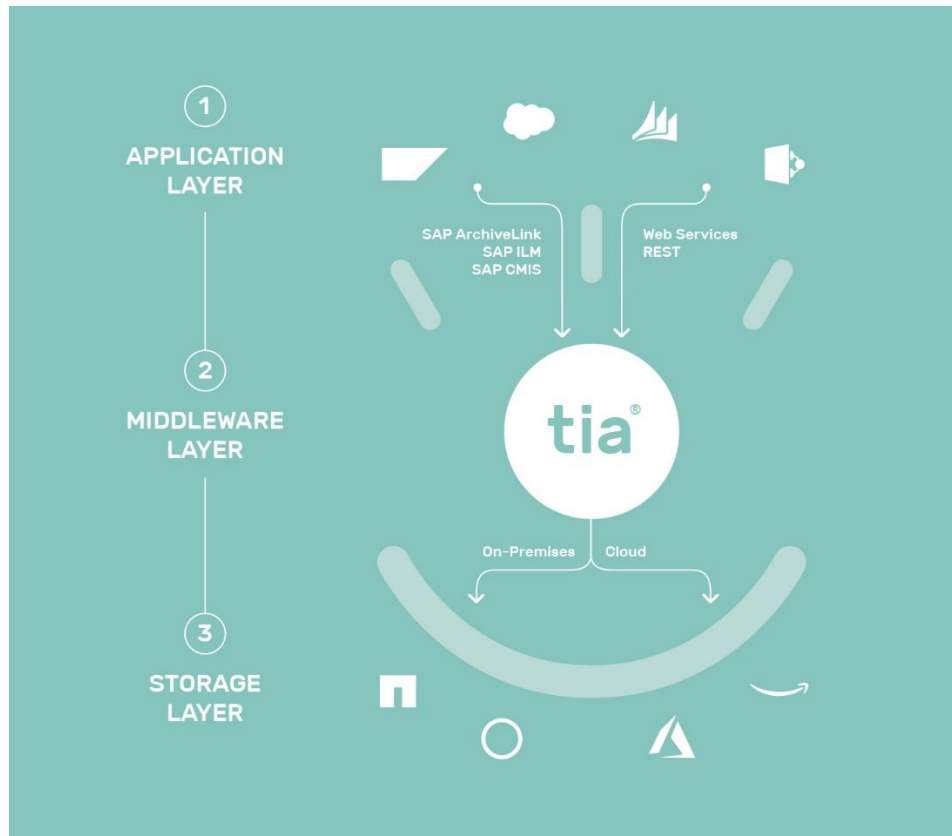 1
APPLICATION
LAYER
SAP ArchiveLink
SAP ILM
SAP CMIS
Web Services
REST
2
MIDDLEWARE
LAYER
tia®
On-Premises
Cloud
3
STORAGE
LAYER